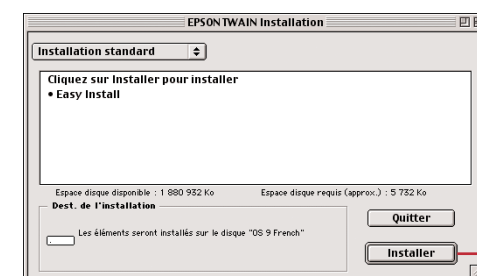 EPSON TWAIN Installation
Installation standard
Cliquez sur Installer pour installer
• Easy Install
Espace disque disponible : 1 880 932 Ko Espace disque requis (approx.) : 5 732 Ko
Dest. de l'installation
Les éléments seront installés sur le disque "OS 9 French"
Quitter
Installer